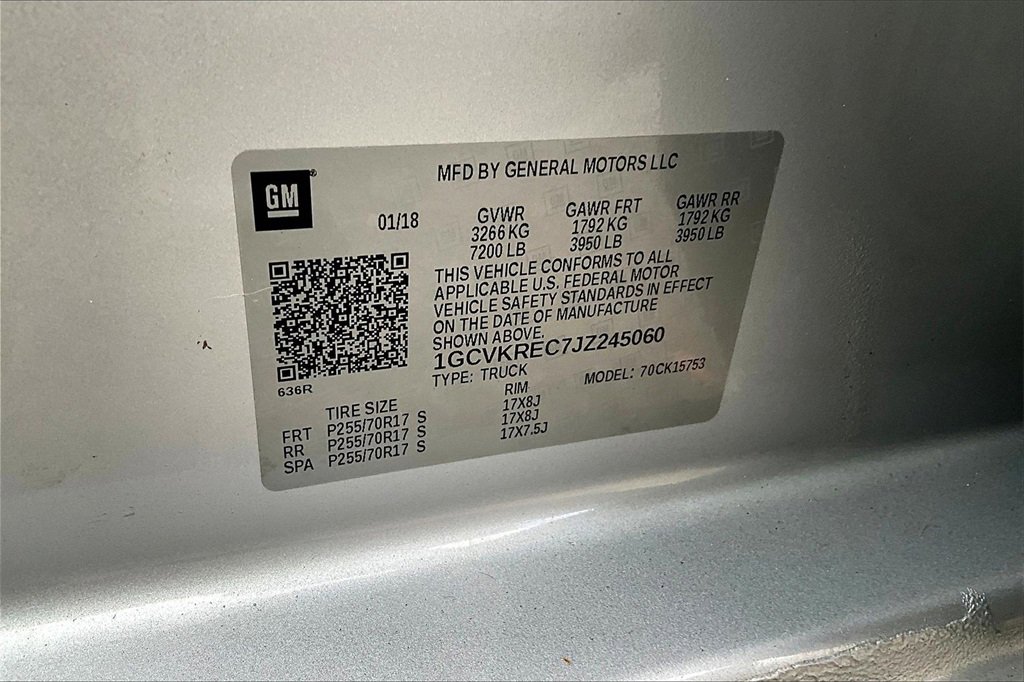 MFD BY GENERAL MOTORS LLC
GM®
01/18
GVWR GAWR FRT GAWR RR
3266 KG 1792 KG 1792 KG
7200 LB 3950 LB 3950 LB
THIS VEHICLE CONFORMS TO ALL
APPLICABLE U.S. FEDERAL MOTOR
VEHICLE SAFETY STANDARDS IN EFFECT
ON THE DATE OF MANUFACTURE
SHOWN ABOVE.
1GCVKREC7JZ245060
TYPE: TRUCK MODEL: 70CK15753
636R
TIRE SIZE RIM
FRT P255/70R17 S 17X8J
RR P255/70R17 S 17X8J
SPA P255/70R17 S 17X7.5J